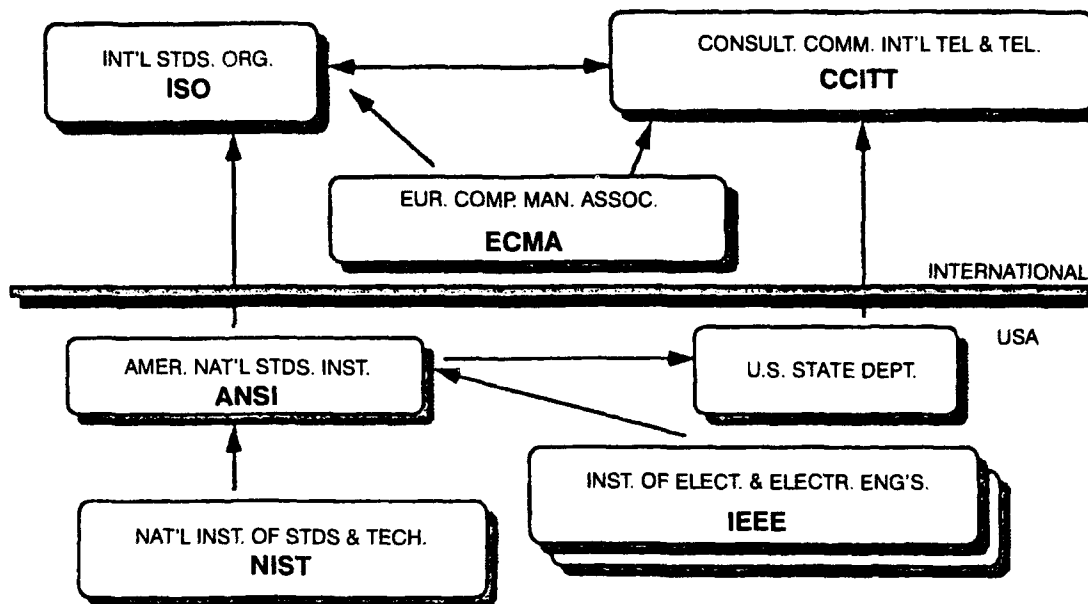 INT'L STDS. ORG.
ISO
CONSULT. COMM. INT'L TEL & TEL.
CCITT
EUR. COMP. MAN. ASSOC.
ECMA
INTERNATIONAL
USA
AMER. NAT'L STDS. INST.
ANSI
U.S. STATE DEPT.
INST. OF ELECT. & ELECTR. ENG'S.
IEEE
NAT'L INST. OF STDS & TECH.
NIST